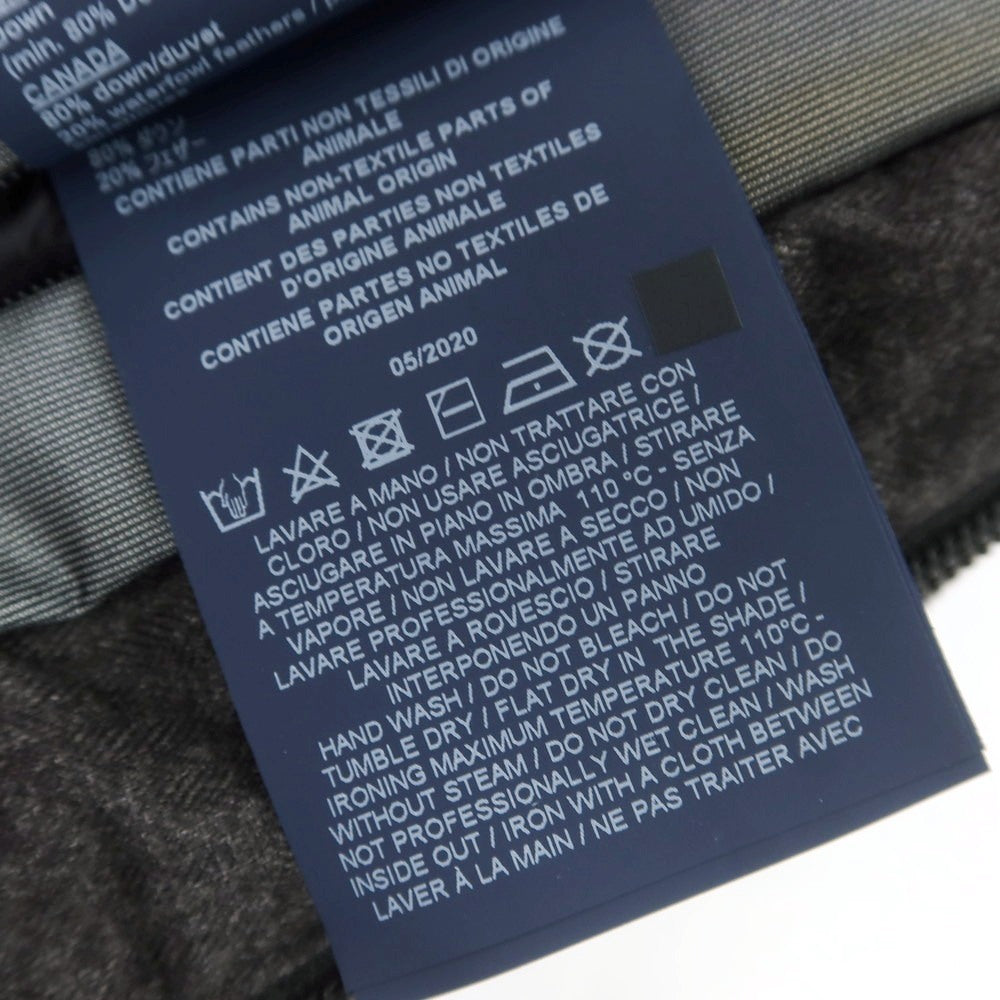 down
(min. 80%
CANADA
80% down/duvet
20% waterfowl feathers /
80% ダウン
20%
CONTIENE PARTI NON TESSILI DI ORIGINE
ANIMALE
CONTAINS NON-TEXTILE PARTS OF
ANIMAL ORIGIN
CONTIENT DES PARTIES NON TEXTILES
D'ORIGINE ANIMALE
CONTIENE PARTES NO TEXTILES DE
ORIGEN ANIMAL
05/2020
LAVARE A MANO / NON TRATTARE CON
CLORO / NON USARE ASCIUGATRICE /
ASCIUGARE IN PIANO IN OMBRA / STIRARE
A TEMPERATURA MASSIMA 110 °C - SENZA
VAPORE / NON LAVARE A SECCO / NON
LAVARE PROFESSIONALMENTE AD UMIDO /
LAVARE A ROVESCIO / STIRARE
INTERPONENDO UN PANNO
HAND WASH / DO NOT BLEACH / DO NOT
TUMBLE DRY / FLAT DRY IN THE SHADE /
IRONING MAXIMUM TEMPERATURE 110°C -
WITHOUT STEAM / DO NOT DRY CLEAN / DO
NOT PROFESSIONALLY WET CLEAN / WASH
INSIDE OUT / IRON WITH A CLOTH BETWEEN
LAVER À LA MAIN / NE PAS TRAITER AVEC